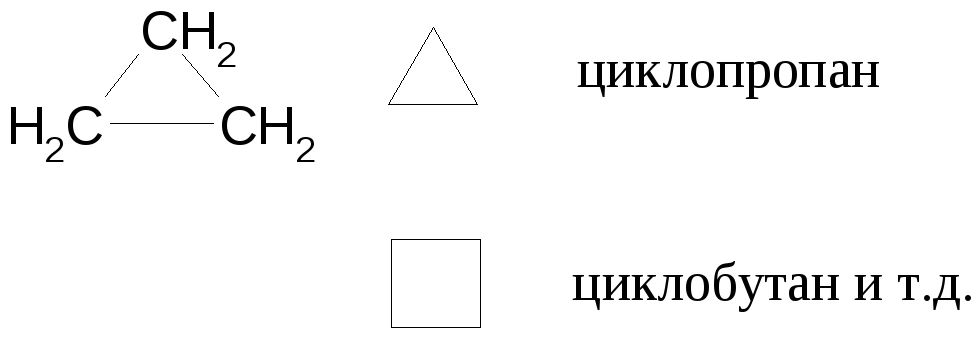 CH2
H2C CH2
циклопропан
циклобутан и т.д.